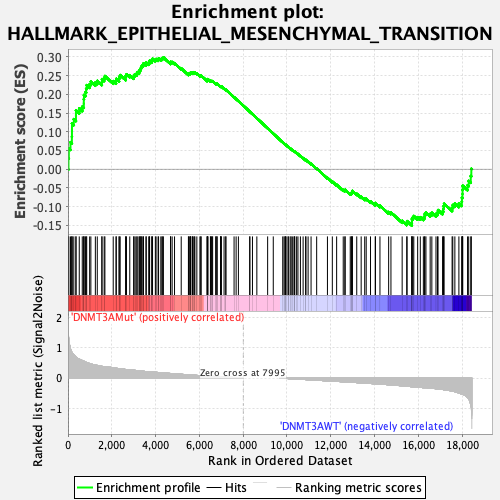 Enrichment plot:
HALLMARK_EPITHELIAL_MESENCHYMAL_TRANSITION
Enrichment score (ES)
0.30
0.25
0.20
0.15
0.10
0.05
0.00
-0.05
-0.10
-0.15
Ranked list metric (Signal2Noise)
'DNMT3AMut' (positively correlated)
2
1
0
-1
Zero cross at 7995
'DNMT3AWT' (negatively correlated)
0
2,000
4,000
6,000
8,000
10,000
12,000
14,000
16,000
18,000
Rank in Ordered Dataset
Enrichment profile
Hits
Ranking metric scores